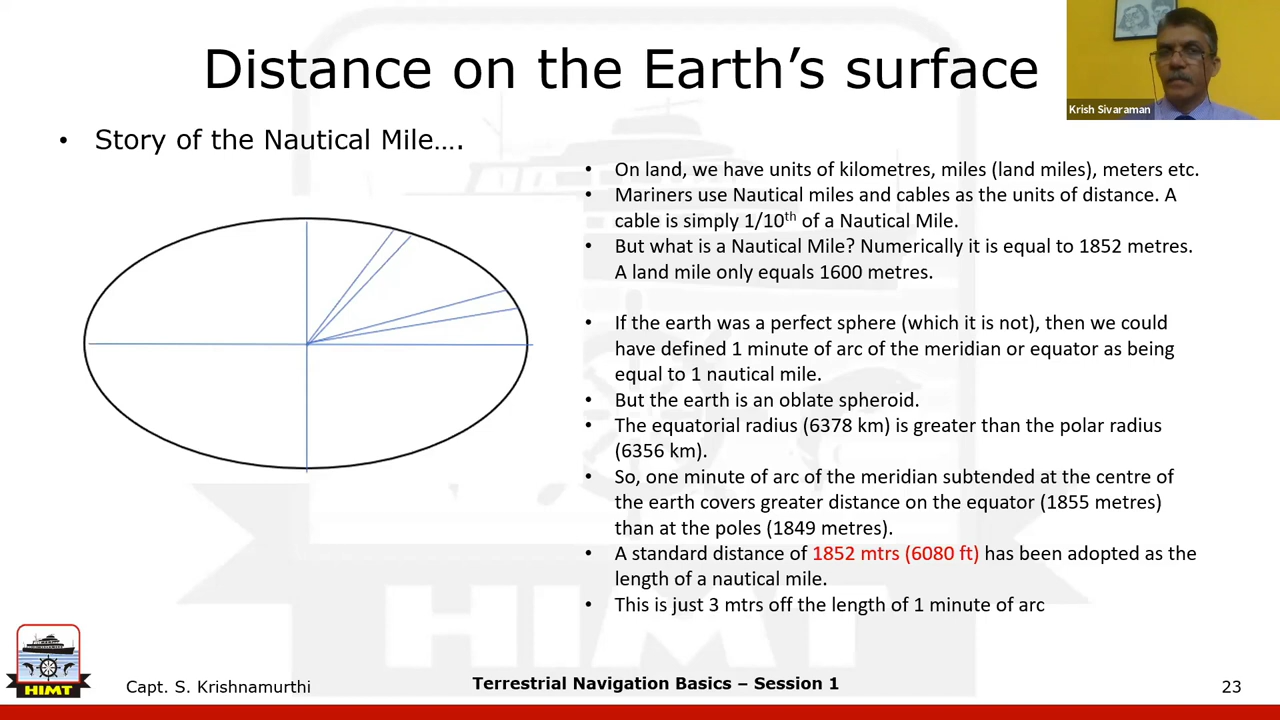 Distance on the Earth's surface
Krish Sivaraman
• Story of the Nautical Mile….
• On land, we have units of kilometres, miles (land miles), meters etc.
• Mariners use Nautical miles and cables as the units of distance. A
cable is simply 1/10th of a Nautical Mile.
• But what is a Nautical Mile? Numerically it is equal to 1852 metres.
A land mile only equals 1600 metres.
• If the earth was a perfect sphere (which it is not), then we could
have defined 1 minute of arc of the meridian or equator as being
equal to 1 nautical mile.
• But the earth is an oblate spheroid.
• The equatorial radius (6378 km) is greater than the polar radius
(6356 km).
• So, one minute of arc of the meridian subtended at the centre of
the earth covers greater distance on the equator (1855 metres)
than at the poles (1849 metres).
• A standard distance of 1852 mtrs (6080 ft) has been adopted as the
length of a nautical mile.
• This is just 3 mtrs off the length of 1 minute of arc
HIMT
HIMT
Capt. S. Krishnamurthi
Terrestrial Navigation Basics – Session 1
23